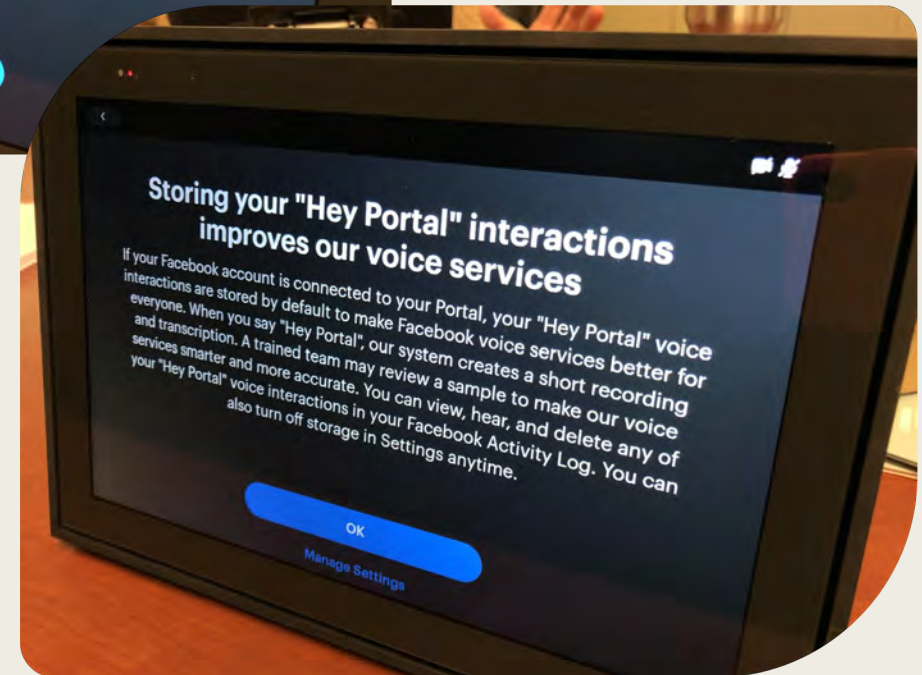 Storing your "Hey Portal" interactions
improves our voice services
If your Facebook account is connected to your Portal, your "Hey Portal" voice
interactions are stored by default to make Facebook voice services better for
everyone. When you say "Hey Portal", our system creates a short recording
and transcription. A trained team may review a sample to make our voice
services smarter and more accurate. You can view, hear, and delete any of
your "Hey Portal" voice interactions in your Facebook Activity Log. You can
also turn off storage in Settings anytime.
OK
Manage Settings